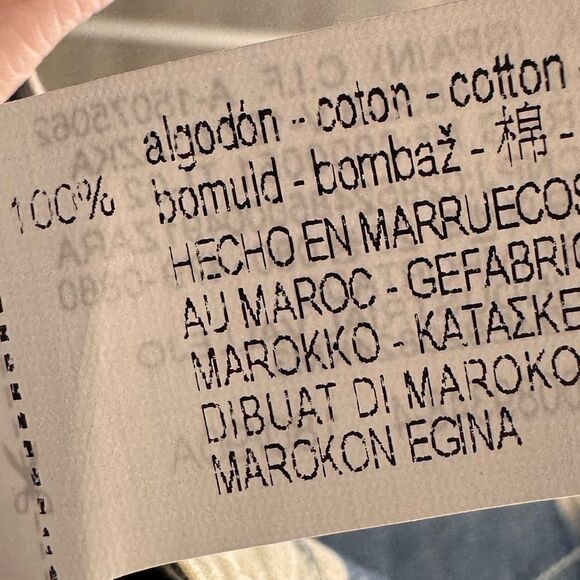 algodón - coton - cotton -
100% bomuld - bombaž - 棉 -
HECHO EN MARRUECOS
AU MAROC - GEFABRIC
MAROKKO - ΚΑΤΑΣΚΕ
DIBUAT DI MAROKO
MAROKON EGINA